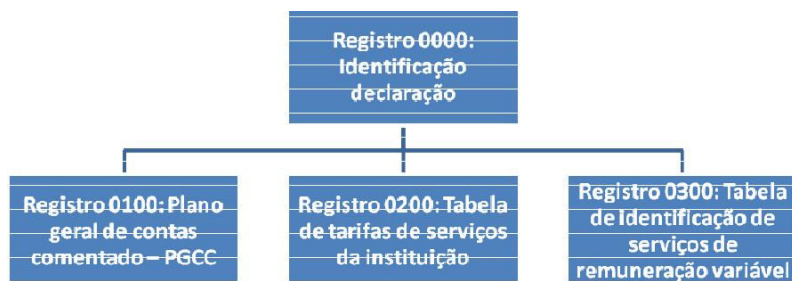 Registro 0000:
Identificação
declaração
Registro 0100: Plano
geral de contas
comentado – PGCC
Registro 0200: Tabela
de tarifas de serviços
da instituição
Registro 0300: Tabela
de identificação de
serviços de
remuneração variável